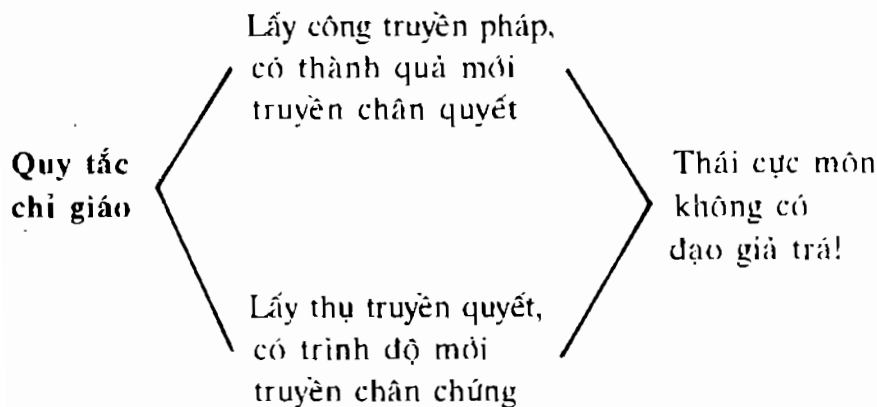 Lấy công truyền pháp,
có thành quả mới
truyền chân quyết
Quy tắc
chỉ giáo
Thái cực môn
không có
đạo giả trá!
Lấy thụ truyền quyết,
có trình độ mới
truyền chân chứng